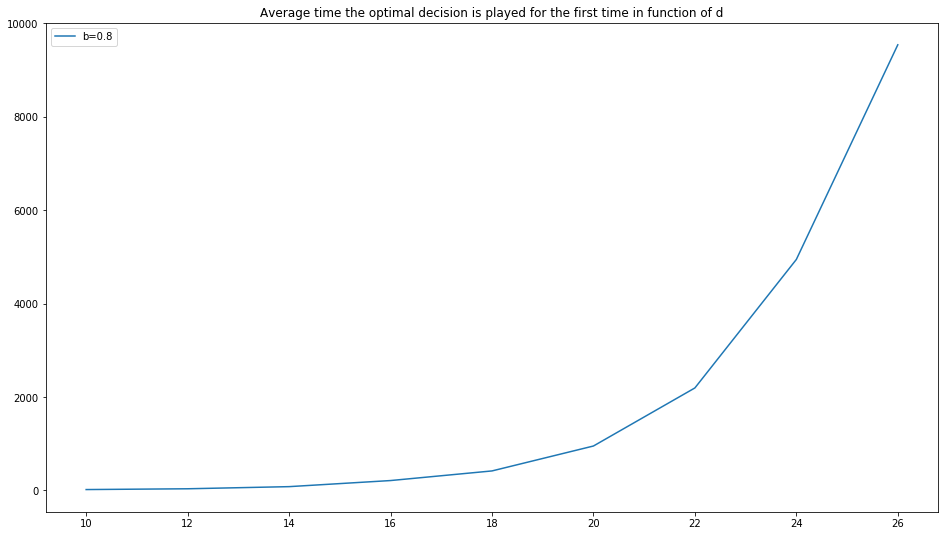 Average time the optimal decision is played for the first time in function of d
b=0.8
10000
8000
6000
4000
2000
0
10 12 14 16 18 20 22 24 26